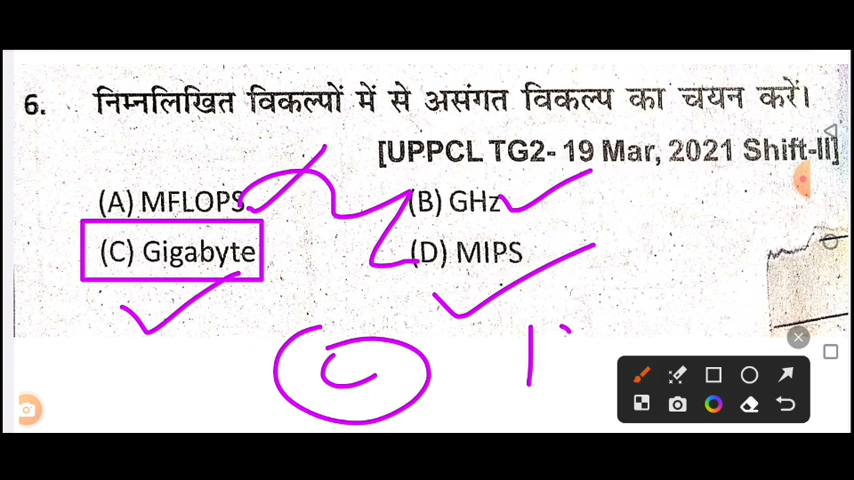 6. निम्नलिखित विकल्पों में से असंगत विकल्प का चयन करें।
[UPPCL TG2- 19 Mar, 2021 Shift-II]
(A) MFLOPS (B) GHz
(C) Gigabyte (D) MIPS